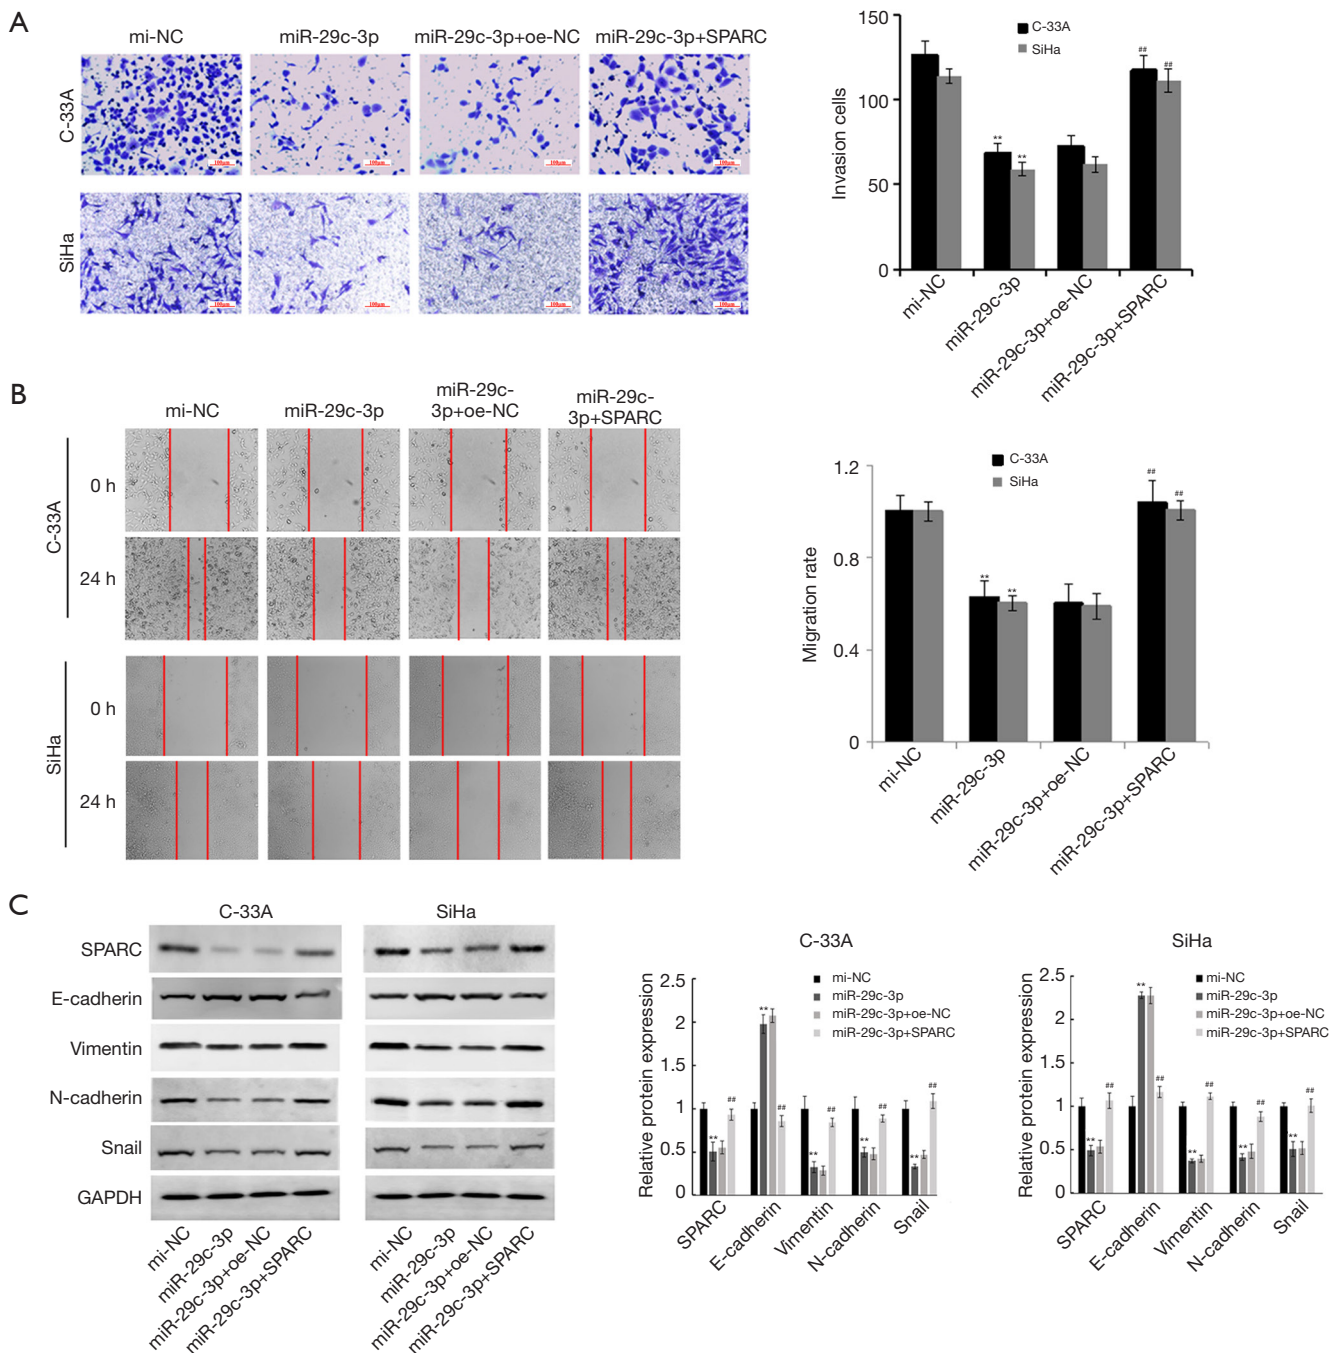 A
mi-NC
miR-29c-3p
miR-29c-3p+oe-NC
miR-29c-3p+SPARC
C-33A
100μm
100μm
100μm
100μm
SiHa
100μm
100μm
100μm
100μm
150
100
50
0
Invasion cells
C-33A
SiHa
**
**
##
##
mi-NC
miR-29c-3p
miR-29c-3p+oe-NC
miR-29c-3p+SPARC
B
mi-NC
miR-29c-3p
miR-29c-
3p+oe-NC
miR-29c-
3p+SPARC
C-33A
0 h
24 h
SiHa
0 h
24 h
1.2
0.8
0.4
0
Migration rate
C-33A
SiHa
**
**
##
##
mi-NC
miR-29c-3p
miR-29c-3p+oe-NC
miR-29c-3p+SPARC
C
C-33A
SiHa
SPARC
E-cadherin
Vimentin
N-cadherin
Snail
GAPDH
mi-NC
miR-29c-3p
miR-29c-3p+oe-NC
miR-29c-3p+SPARC
mi-NC
miR-29c-3p
miR-29c-3p+oe-NC
miR-29c-3p+SPARC
C-33A
2.5
2
1.5
1
0.5
0
Relative protein expression
mi-NC
miR-29c-3p
miR-29c-3p+oe-NC
miR-29c-3p+SPARC
**
##
**
##
**
##
**
##
**
##
SPARC
E-cadherin
Vimentin
N-cadherin
Snail
SiHa
2.5
2
1.5
1
0.5
0
Relative protein expression
mi-NC
miR-29c-3p
miR-29c-3p+oe-NC
miR-29c-3p+SPARC
**
##
**
##
**
##
**
##
**
##
SPARC
E-cadherin
Vimentin
N-cadherin
Snail